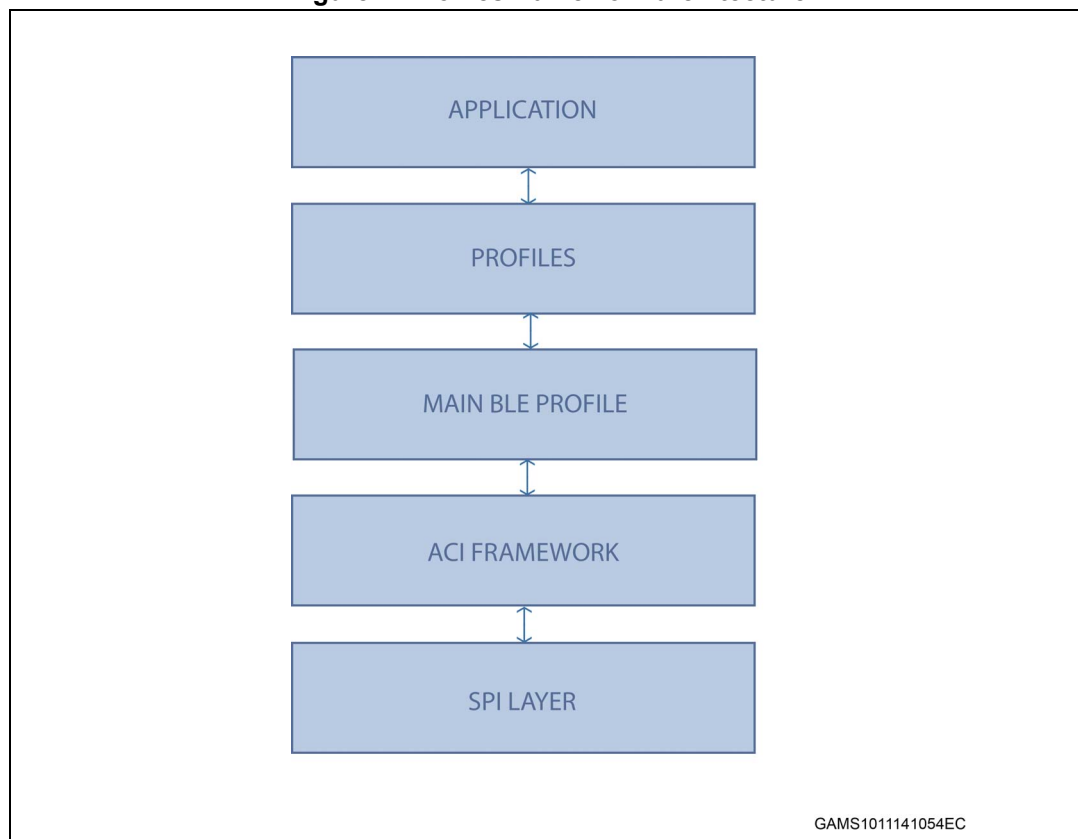 APPLICATION
PROFILES
MAIN BLE PROFILE
ACI FRAMEWORK
SPI LAYER
GAMS1011141054EC